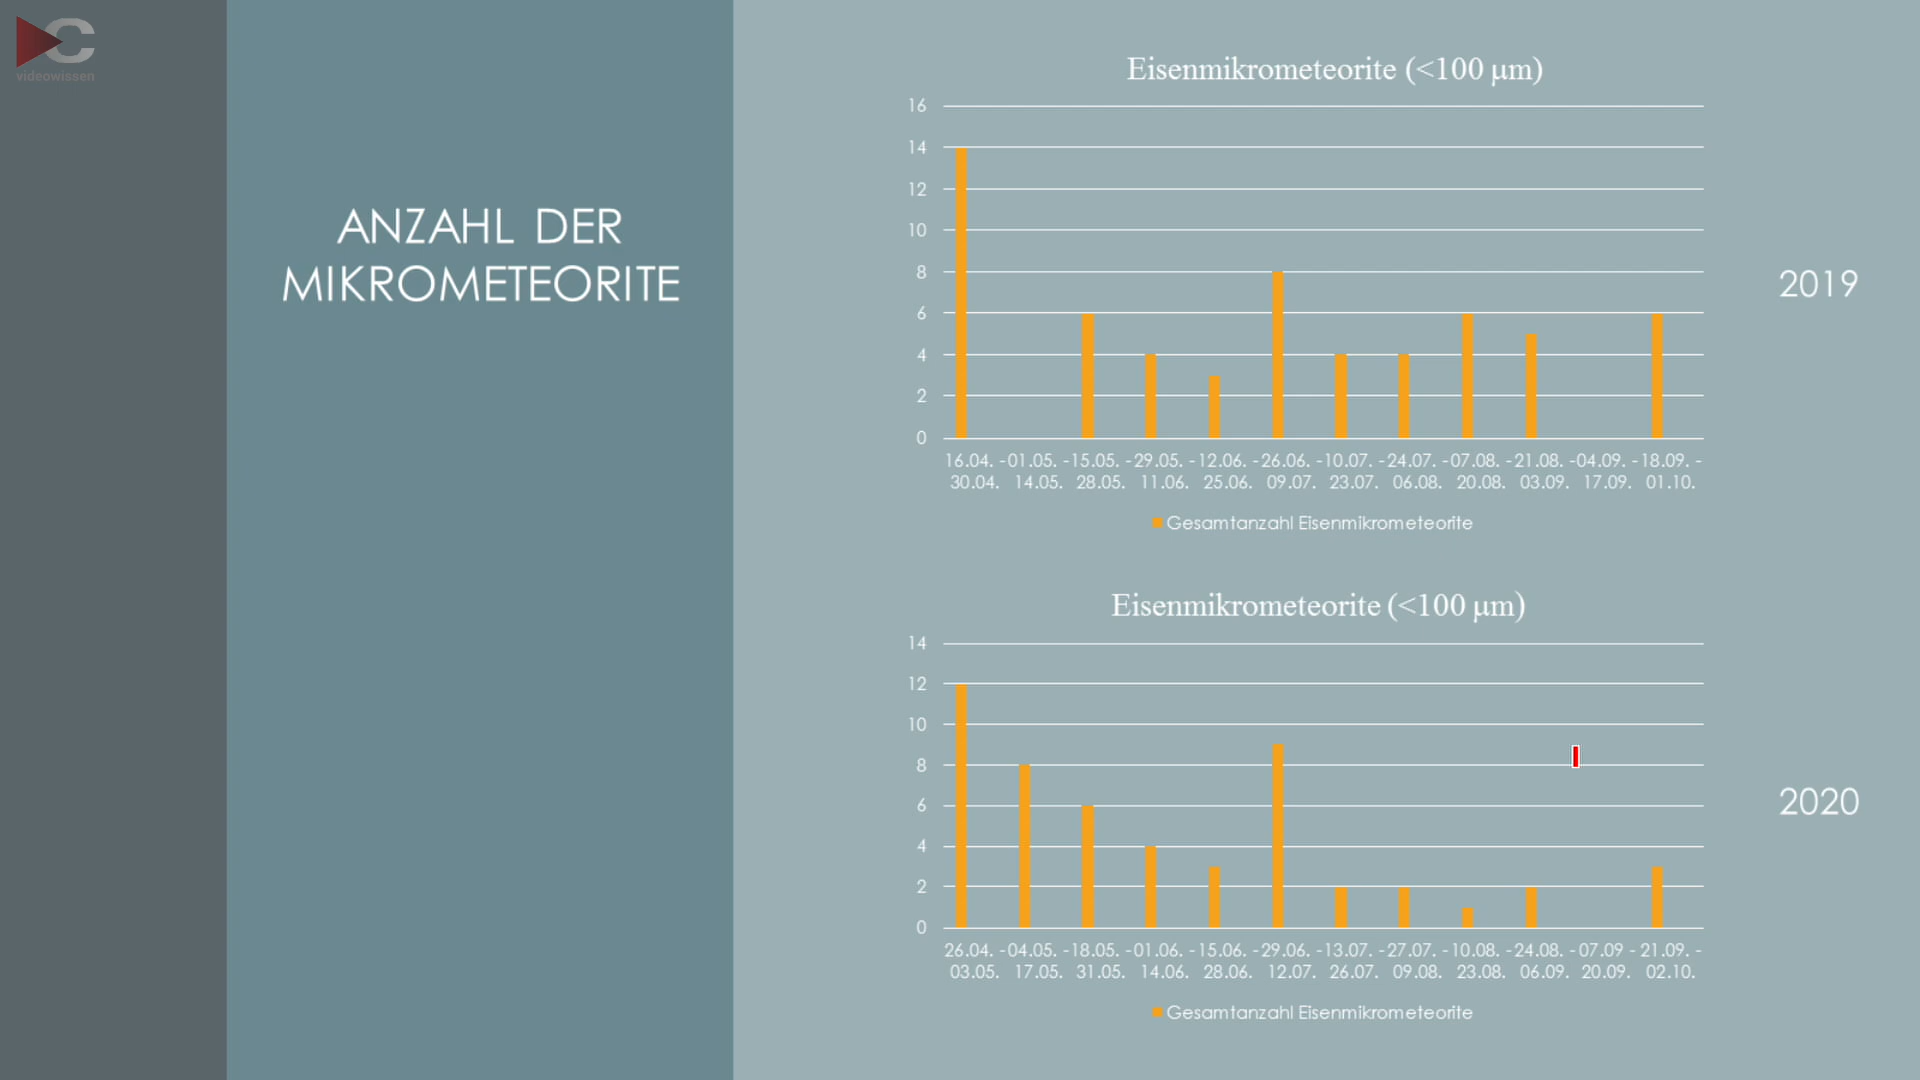 C
videowissen
ANZAHL DER
MIKROMETEORITE
Eisenmikrometeorite (<100 µm)
16
14
12
10
8
6
4
2
0
16.04. - 01.05. - 15.05. - 29.05. - 12.06. - 26.06. - 10.07. - 24.07. - 07.08. - 21.08. - 04.09. - 18.09. -
30.04. 14.05. 28.05. 11.06. 25.06. 09.07. 23.07. 06.08. 20.08. 03.09. 17.09. 01.10.
Gesamtanzahl Eisenmikrometeorite
2019
Eisenmikrometeorite (<100 µm)
14
12
10
8
6
4
2
0
26.04. - 04.05. - 18.05. - 01.06. - 15.06. - 29.06. - 13.07. - 27.07. - 10.08. - 24.08. - 07.09 - 21.09. -
03.05. 17.05. 31.05. 14.06. 28.06. 12.07. 26.07. 09.08. 23.08. 06.09. 20.09. 02.10.
Gesamtanzahl Eisenmikrometeorite
2020